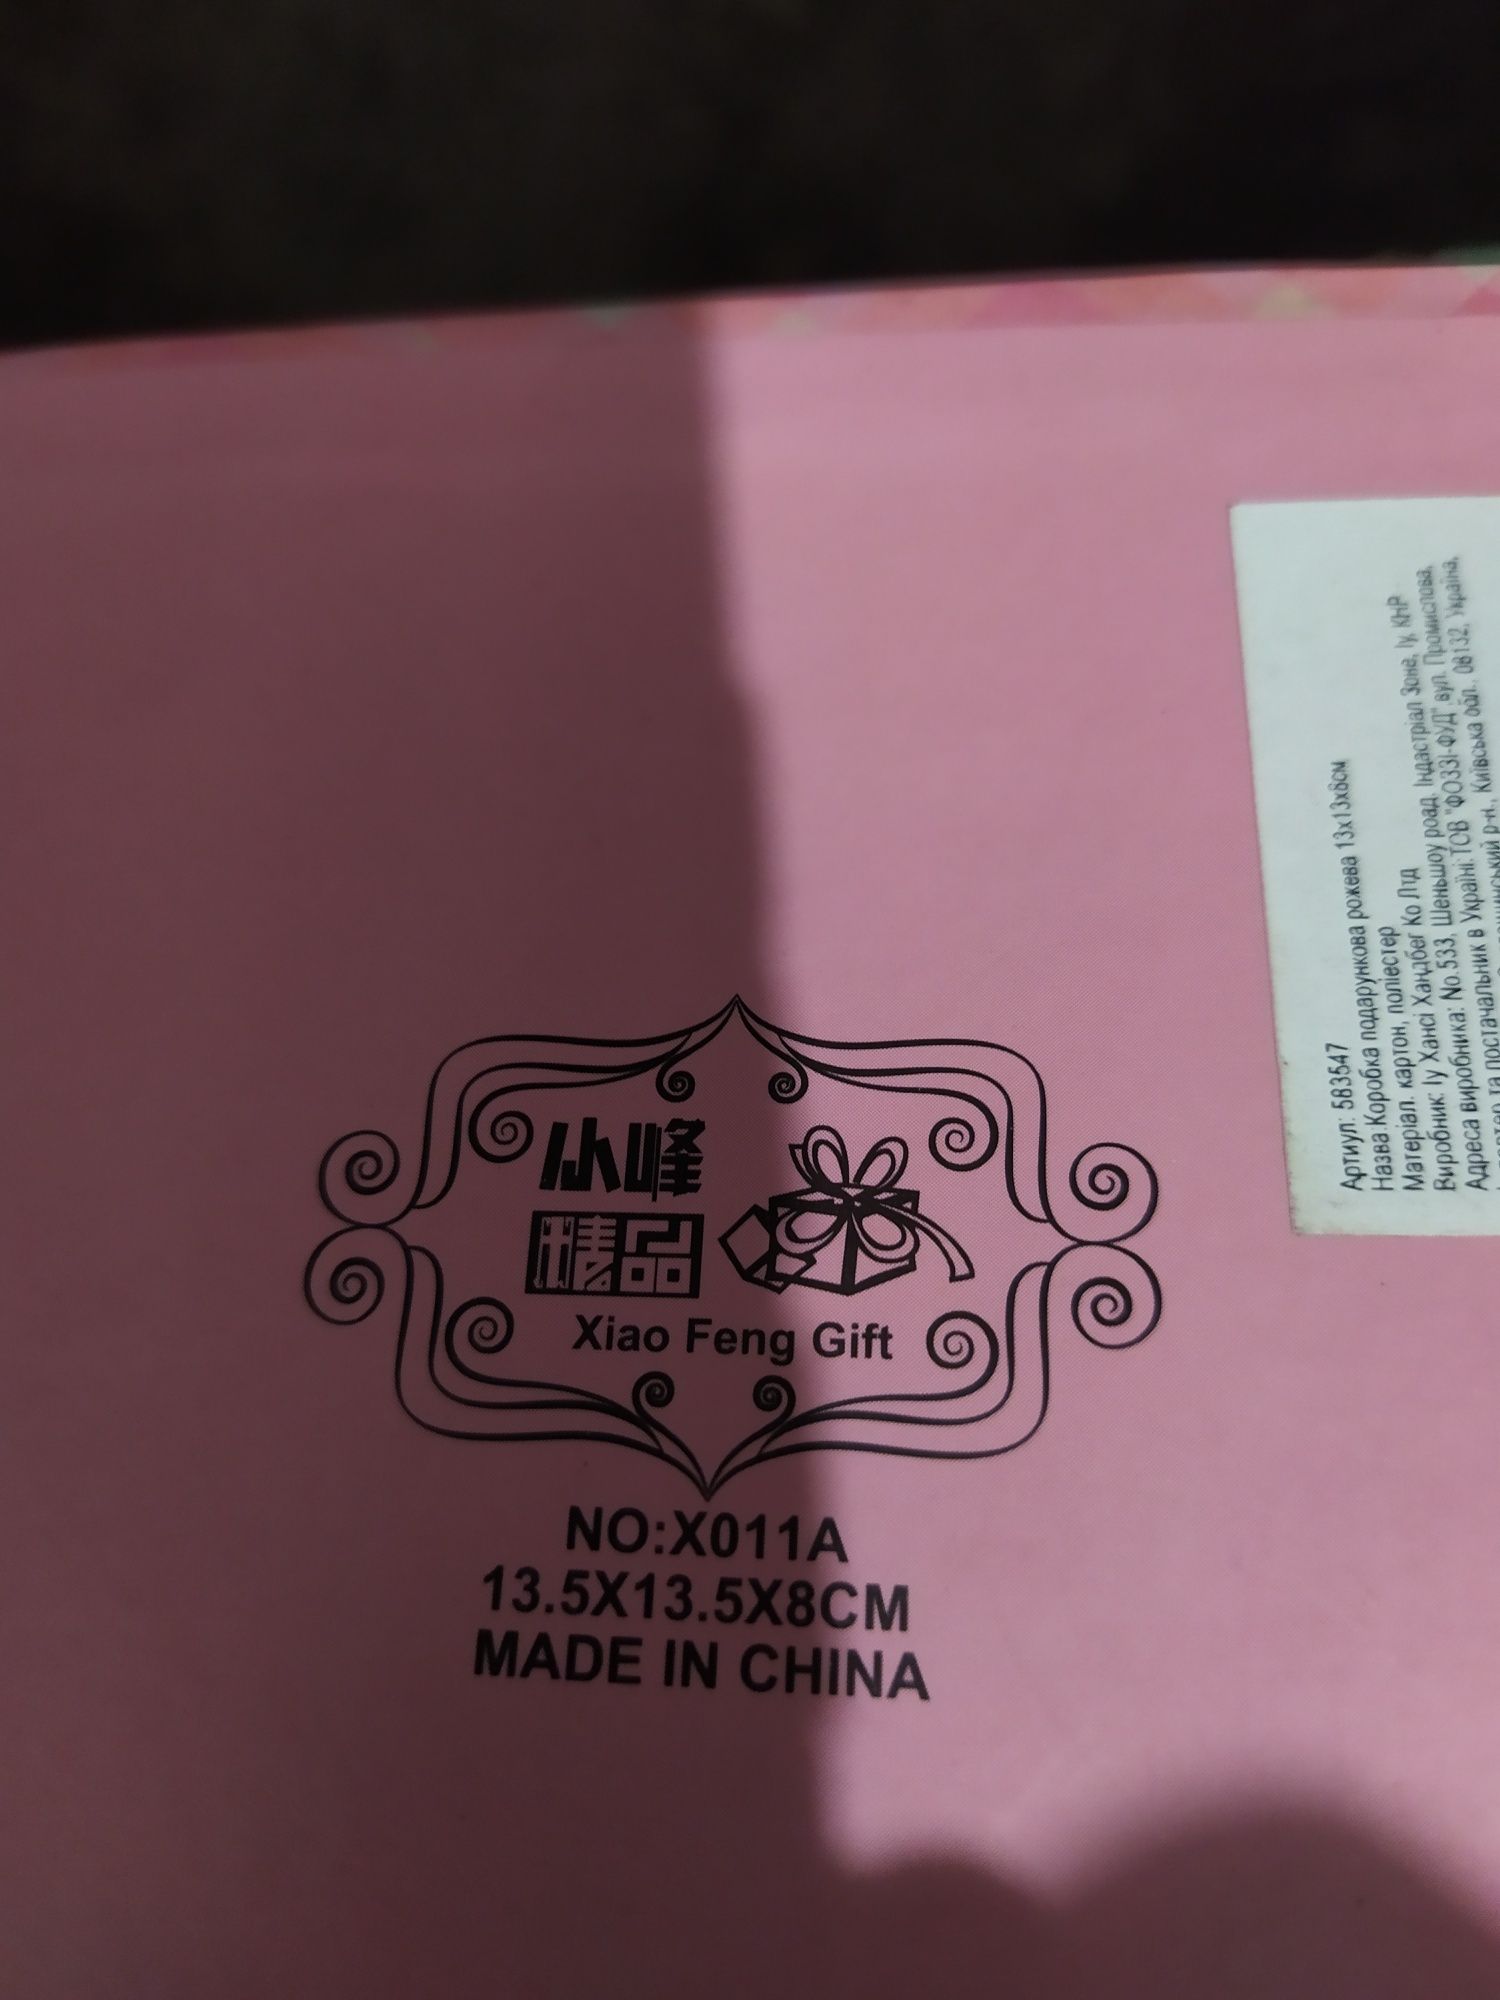 小峰
精品
Xiao Feng Gift
NO:X011A
13.5X13.5X8CM
MADE IN CHINA
Артиул: 583547
Назва Коробка подарункова рожева 13х13х8см
Матеріал. картон, поліестер
Виробник: Іу Хансі Хандбег Ко Лтд
Адреса виробника: No.533, Шеньшоу роад, Індастріал Зоне, Іу, КНР
та постачальник в Україні: ТОВ "ФОЗЗІ-ФУД", вул. Промислова,
р-н., Київська обл., 08132, Україна,